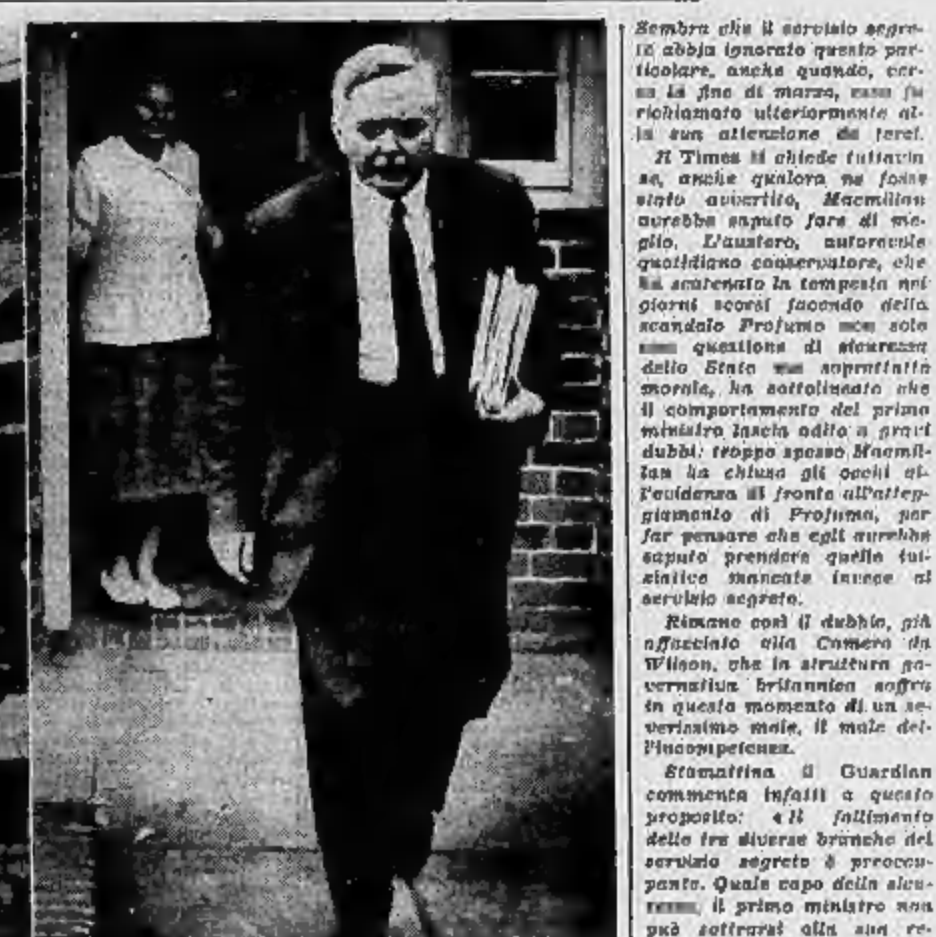 Sembra che il servizio segre-
to abbia ignorato questo par-
ticolare, anche quando, ver-
so la fine di marzo, esso fu
richiamato ulteriormente al-
la sua attenzione da terzi.
Il Times si chiede tuttavia
se, anche qualora ne fosse
stato avvertito, Macmillan
avrebbe saputo fare di me-
glio. L'austero, autorevole
quotidiano conservatore, che
ha scatenato la tempesta nei
giorni scorsi facendo dello
scandalo Profumo non solo
una questione di sicurezza
dello Stato ma soprattutto
morale, ha sottolineato che
il comportamento del primo
ministro lascia adito a gravi
dubbi: troppo spesso Macmil-
lan ha chiuso gli occhi al-
l'evidenza di fronte all'atteg-
giamento di Profumo, per
far pensare che egli avrebbe
saputo prendere quelle ini-
ziative mancate invece al
servizio segreto.
Rimane così il dubbio, già
affacciato alla Camera da
Wilson, che la struttura go-
vernativa britannica soffra
in questo momento di un se-
verissimo male, il male del-
l'incompetenza.
Stamattina il Guardian
commenta infatti a questo
proposito: « Il fallimento
delle tre diverse branche del
servizio segreto è preoccu-
pante. Quale capo della sicu-
rezza, il primo ministro non
può sottrarsi alla sua re-